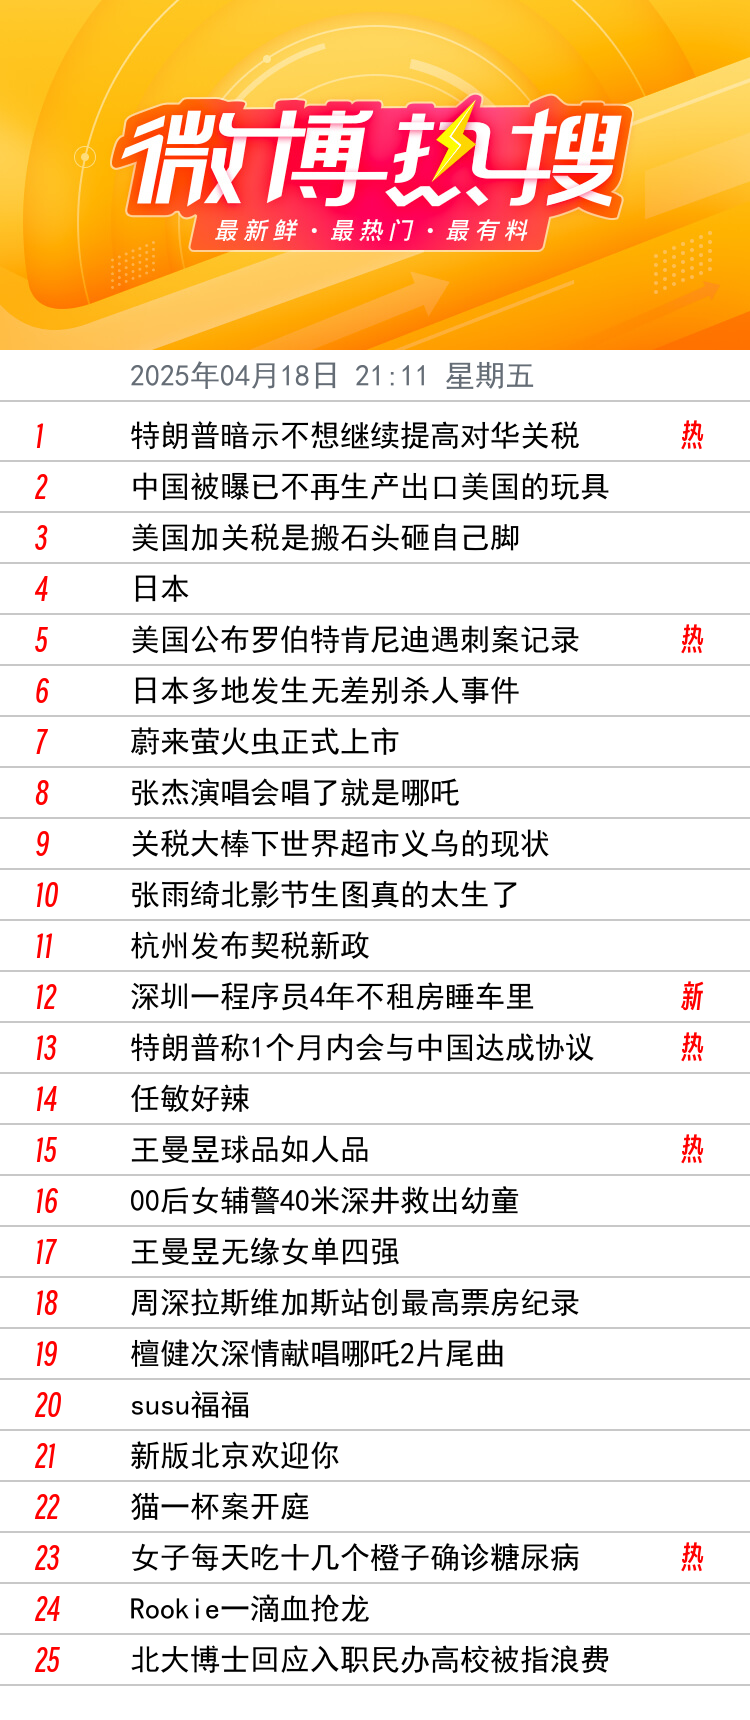 微博热搜
最新鲜·最热门·最有料
2025年04月18日 21:11 星期五
1 特朗普暗示不想继续提高对华关税 热
2 中国被曝已不再生产出口美国的玩具
3 美国加关税是搬石头砸自己脚
4 日本
5 美国公布罗伯特肯尼迪遇刺案记录 热
6 日本多地发生无差别杀人事件
7 蔚来萤火虫正式上市
8 张杰演唱会唱了就是哪吒
9 关税大棒下世界超市义乌的现状
10 张雨绮北影节生图真的太生了
11 杭州发布契税新政
12 深圳一程序员4年不租房睡车里 新
13 特朗普称1个月内会与中国达成协议 热
14 任敏好辣
15 王曼昱球品如人品 热
16 00后女辅警40米深井救出幼童
17 王曼昱无缘女单四强
18 周深拉斯维加斯站创最高票房纪录
19 檀健次深情献唱哪吒2片尾曲
20 susu福福
21 新版北京欢迎你
22 猫一杯案开庭
23 女子每天吃十几个橙子确诊糖尿病 热
24 Rookie一滴血抢龙
25 北大博士回应入职民办高校被指浪费